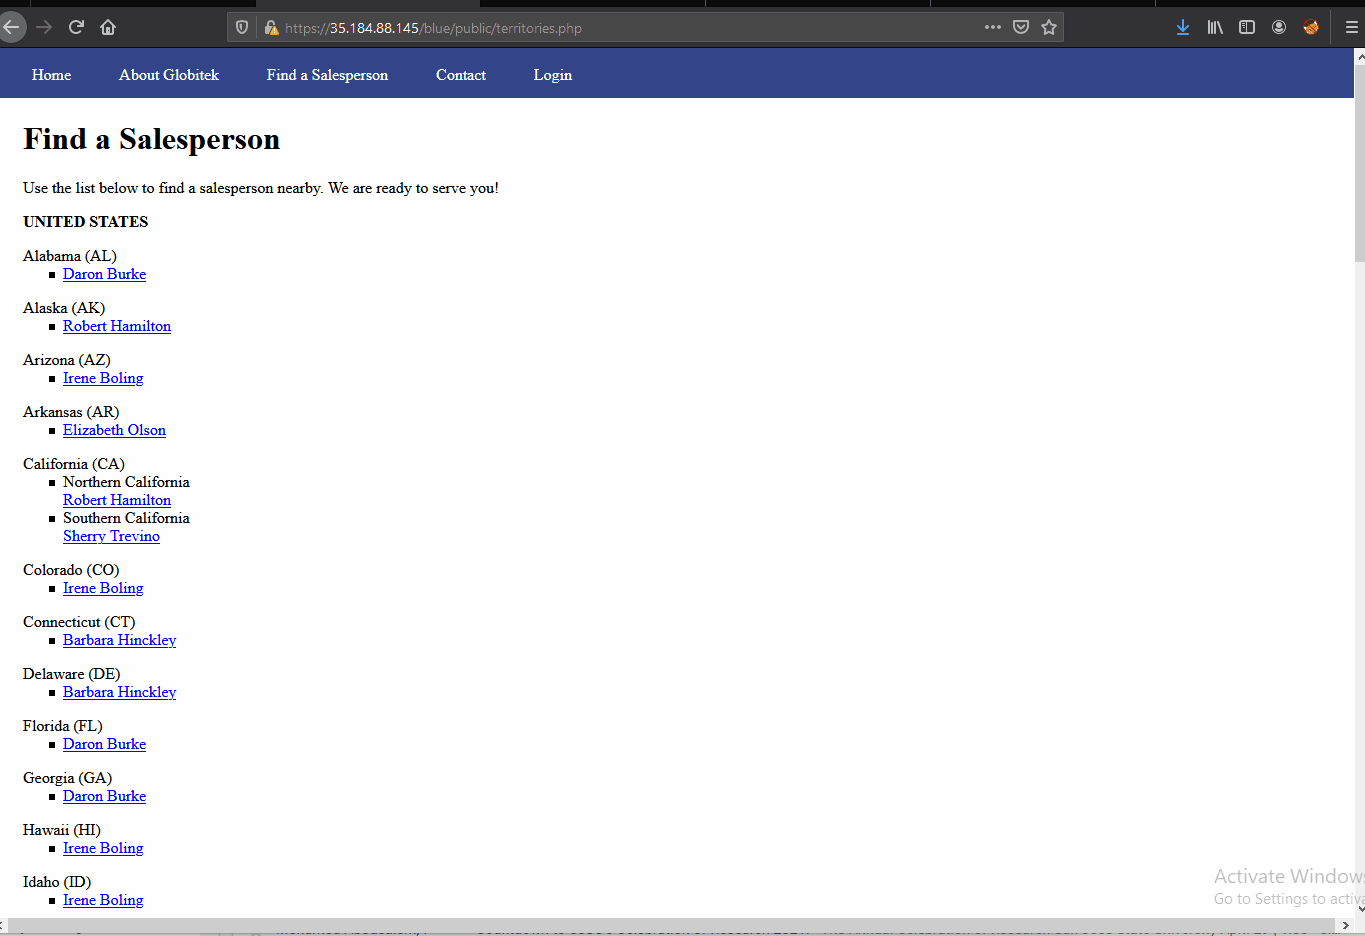 https://35.184.88.145/blue/public/territories.php
Home About Globitek Find a Salesperson Contact Login
Find a Salesperson
Use the list below to find a salesperson nearby. We are ready to serve you!
UNITED STATES
Alabama (AL)
Daron Burke
Alaska (AK)
Robert Hamilton
Arizona (AZ)
Irene Boling
Arkansas (AR)
Elizabeth Olson
California (CA)
Northern California
Robert Hamilton
Southern California
Sherry Trevino
Colorado (CO)
Irene Boling
Connecticut (CT)
Barbara Hinckley
Delaware (DE)
Barbara Hinckley
Florida (FL)
Daron Burke
Georgia (GA)
Daron Burke
Hawaii (HI)
Irene Boling
Idaho (ID)
Irene Boling
Activate Windows
Go to Settings to activa